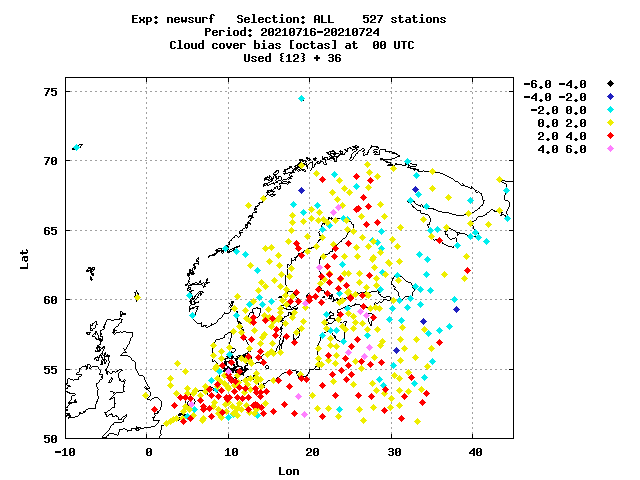 Exp: newsurf   Selection: ALL    527 stations
Period: 20210716-20210724
Cloud cover bias [octas] at  00 UTC
Used {12} + 36
-6.0 -4.0
-4.0 -2.0
-2.0 0.0
0.0 2.0
2.0 4.0
4.0 6.0
75
70
65
60
55
50
Lat
-10 0 10 20 30 40
Lon